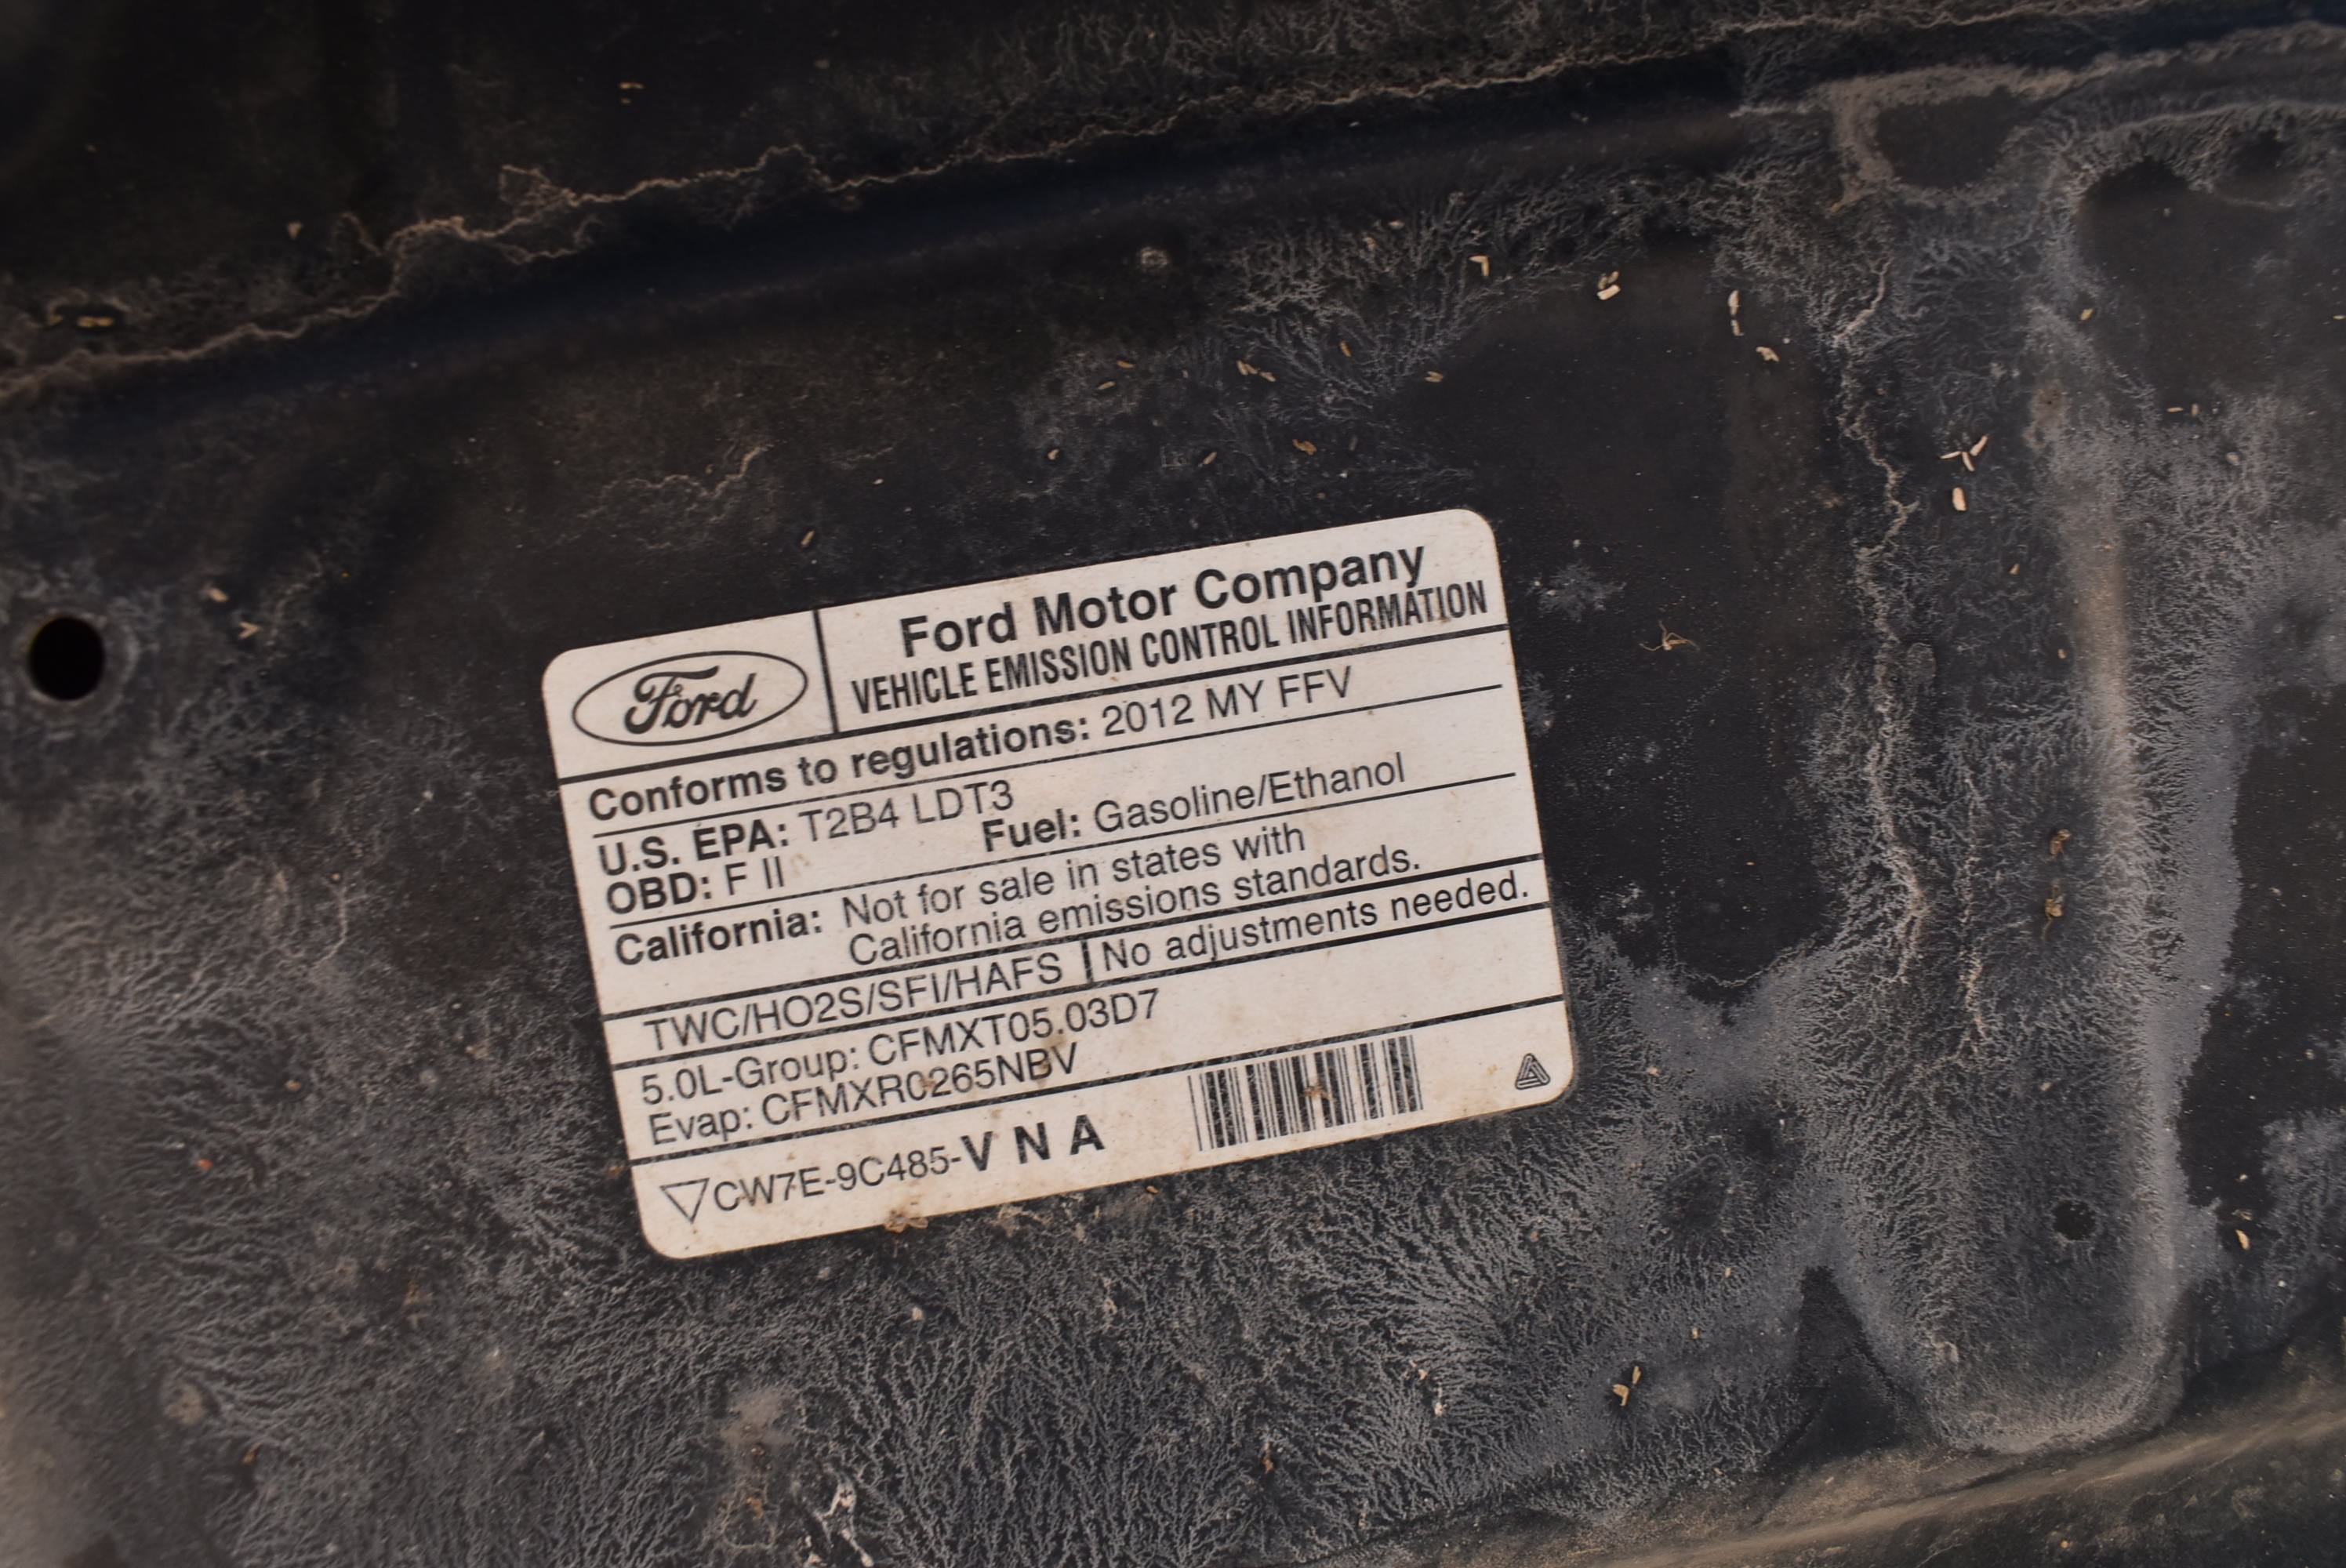 Ford
Ford Motor Company
VEHICLE EMISSION CONTROL INFORMATION
Conforms to regulations: 2012 MY FFV
U.S. EPA: T2B4 LDT3
OBD: F II Fuel: Gasoline/Ethanol
California: Not for sale in states with
California emissions standards.
TWC/HO2S/SFI/HAFS No adjustments needed.
5.0L-Group: CFMXT05.03D7
Evap: CFMXR0265NBV
CW7E-9C485-V N A